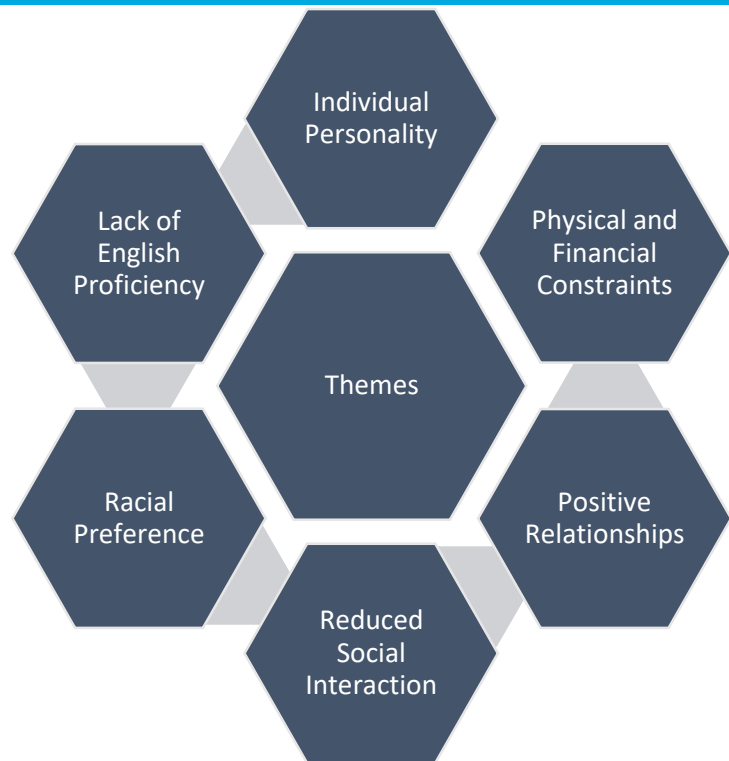 Individual
Personality
Physical and
Financial
Constraints
Positive
Relationships
Reduced
Social
Interaction
Racial
Preference
Lack of
English
Proficiency
Themes